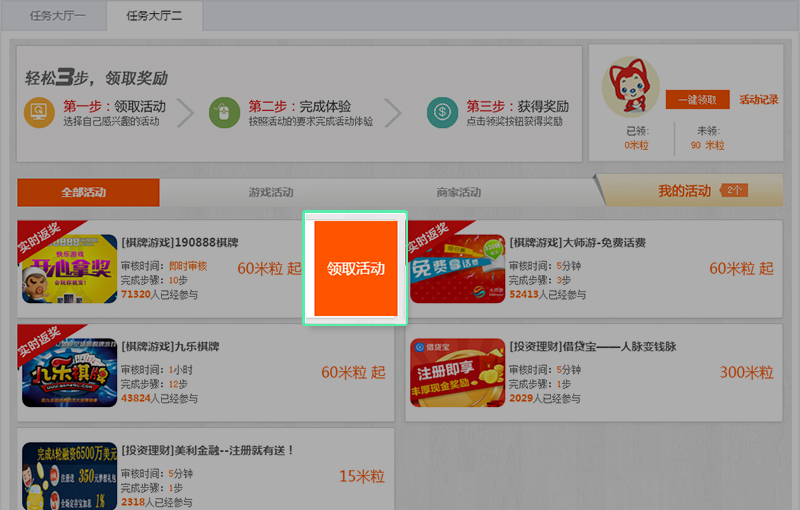 任务大厅一
任务大厅二
轻松3步，领取奖励
第一步：领取活动
选择自己感兴趣的活动
第二步：完成体验
按照活动的要求完成活动体验
第三步：获得奖励
点击领奖按钮获得奖励
一键领取
活动记录
已领:
未领:
0米粒
90 米粒
全部活动
游戏活动
商家活动
我的活动
2个
实时返奖
快乐游戏
开心拿奖
[棋牌游戏]190888棋牌
审核时间：即时审核
完成步骤：10步
71320人已经参与
60米粒 起
领取活动
实时返奖
免费拿话费
[棋牌游戏]大师游-免费话费
审核时间：5分钟
完成步骤：3步
52413人已经参与
60米粒 起
实时返奖
九乐棋牌
[棋牌游戏]九乐棋牌
审核时间：1小时
完成步骤：12步
43824人已经参与
60米粒 起
借贷宝
注册即享
丰厚现金奖励
[投资理财]借贷宝——人脉变钱脉
审核时间：5分钟
完成步骤：1步
2029人已经参与
300米粒
完成A轮融资6500万美元
350元
1%
[投资理财]美利金融--注册就有送！
审核时间：5分钟
完成步骤：1步
2318人已经参与
15米粒